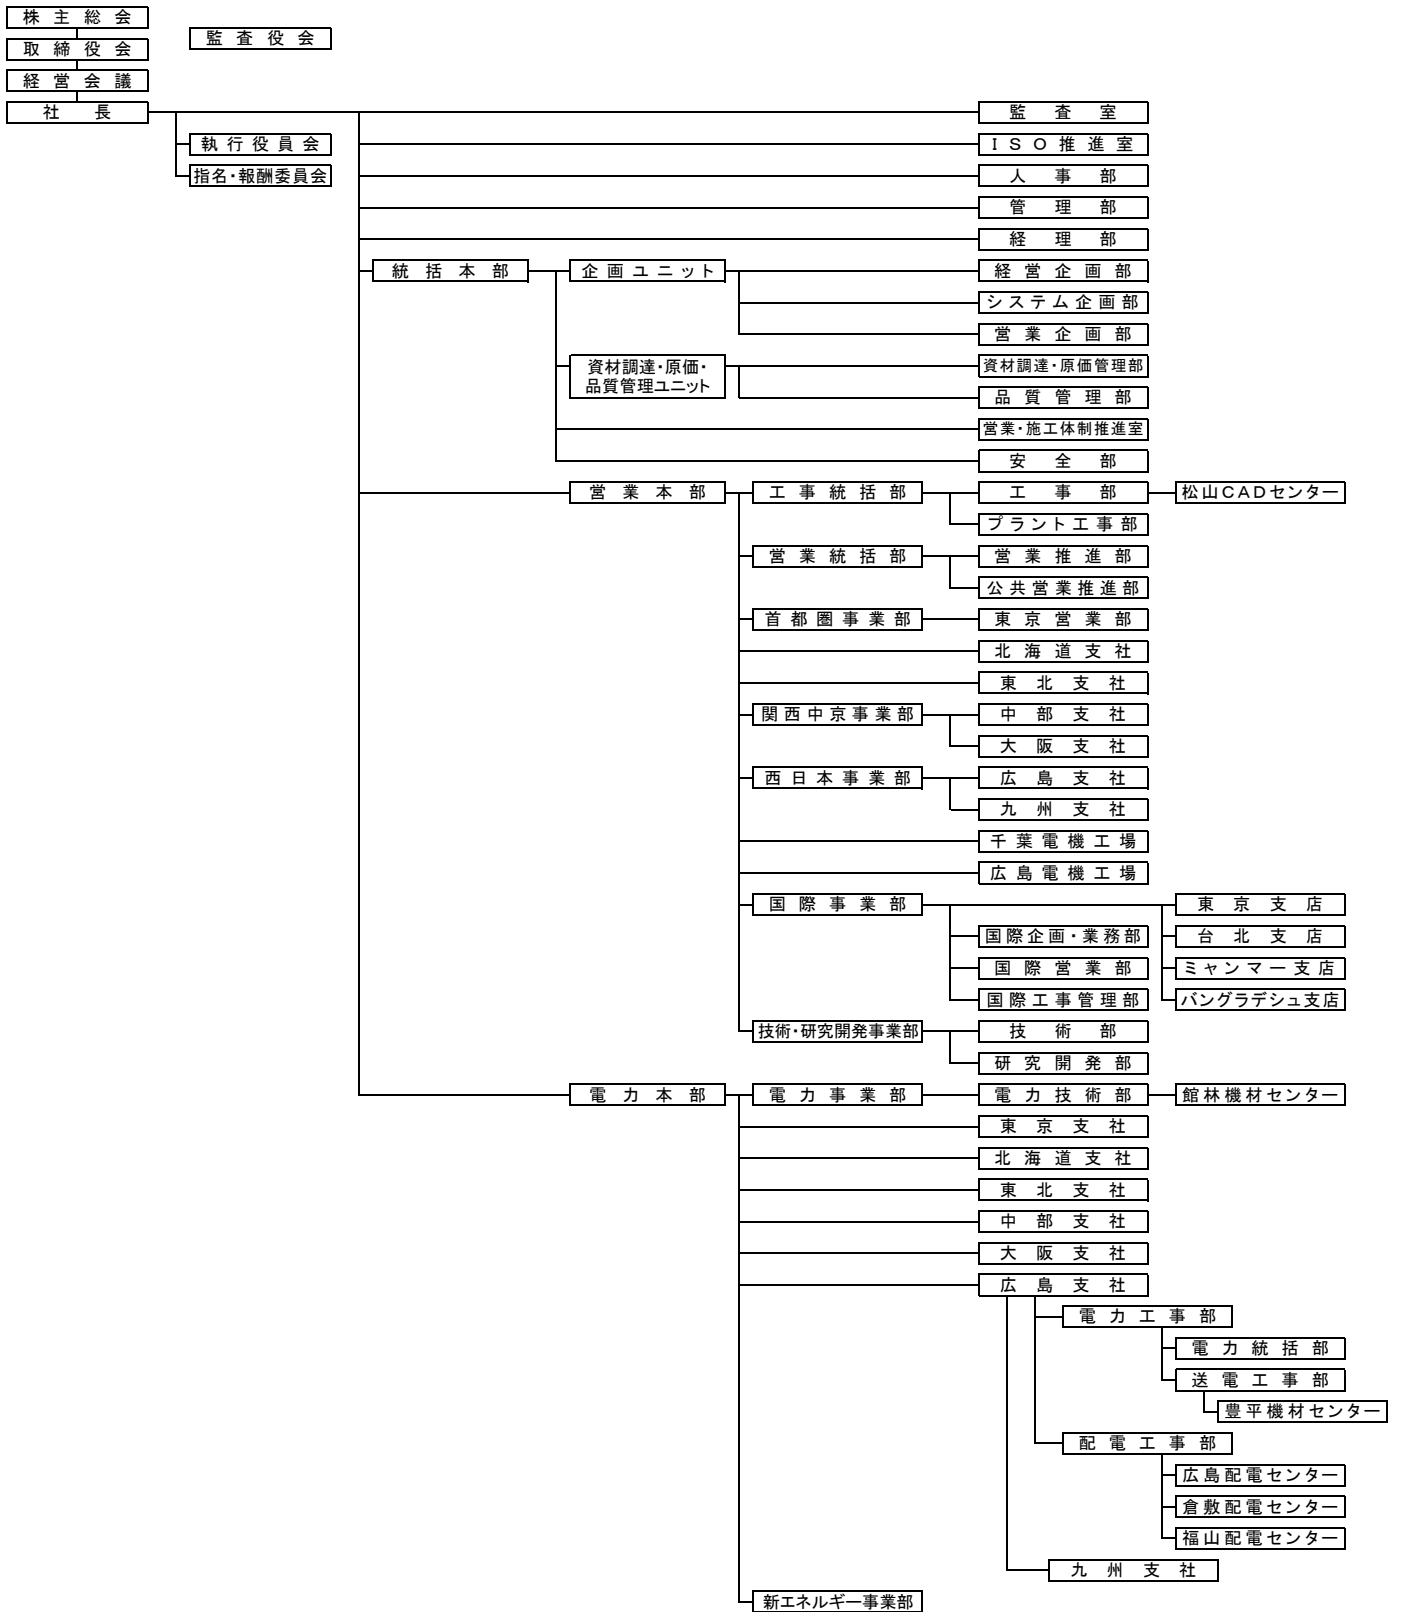 株主総会
監査役会
取締役会
経営会議
社長
監査室
執行役員会
ISO推進室
指名・報酬委員会
人事部
管理部
経理部
統括本部
企画ユニット
経営企画部
システム企画部
営業企画部
資材調達・原価・
品質管理ユニット
資材調達・原価管理部
品質管理部
営業・施工体制推進室
安全部
営業本部
工事統括部
工事部
松山CADセンター
プラント工事部
営業統括部
営業推進部
公共営業推進部
首都圏事業部
東京営業部
北海道支社
東北支社
関西中京事業部
中部支社
大阪支社
西日本事業部
広島支社
九州支社
千葉電機工場
広島電機工場
国際事業部
東京支店
国際企画・業務部
台北支店
国際営業部
ミャンマー支店
国際工事管理部
バングラデシュ支店
技術・研究開発事業部
技術部
研究開発部
電力本部
電力事業部
電力技術部
館林機材センター
東京支社
北海道支社
東北支社
中部支社
大阪支社
広島支社
電力工事部
電力統括部
送電工事部
豊平機材センター
配電工事部
広島配電センター
倉敷配電センター
福山配電センター
九州支社
新エネルギー事業部